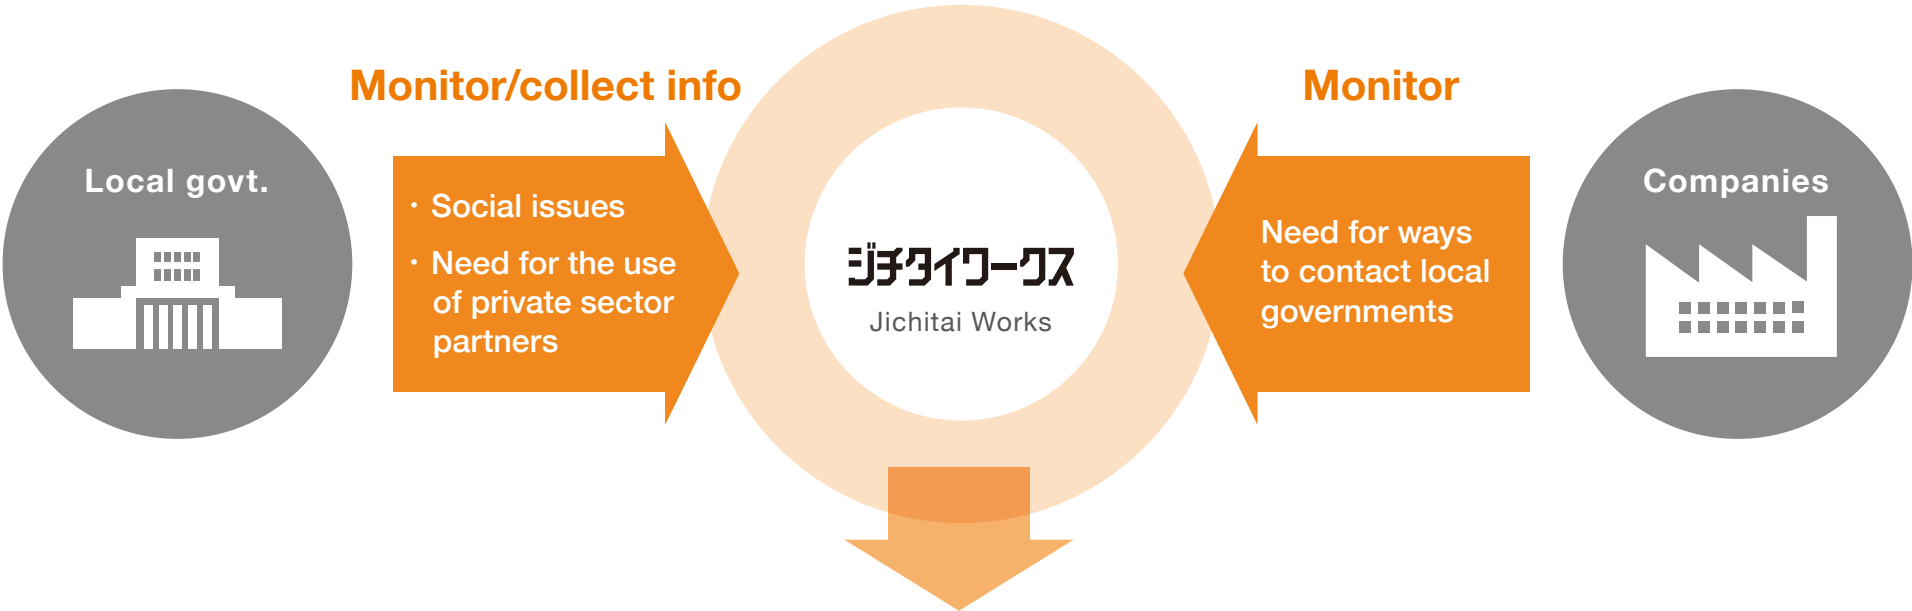 Monitor/collect info
Monitor
Local govt.
・Social issues
・Need for the use
of private sector
partners
ジチタイワークス
Jichitai Works
Need for ways
to contact local
governments
Companies